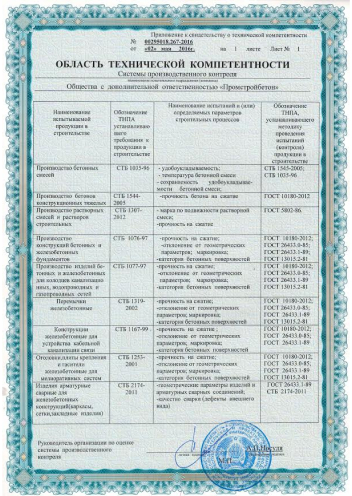 Приложение к свидетельству о технической компетентности
№ 00295018.267-2016
от «02» мая 2016г. на 1 листе Лист № 1
ОБЛАСТЬ ТЕХНИЧЕСКОЙ КОМПЕТЕНТНОСТИ
Системы производственного контроля
Общества с дополнительной ответственностью «Промстройбетон»
Наименование испытываемой продукции в строительстве
Обозначение ТНПА устанавливающего требование к продукции в строительстве
Наименование испытаний и (или) определяемых параметров строительных процессов
Обозначение ТНПА, устанавливающего методику проведения испытаний (контроля) продукции в строительстве
Производство бетонных смесей
СТБ 1035-96
- удобоукладываемость;
- температура бетонной смеси
- сохраняемость удобоукладываемости бетонной смеси;
СТБ 1545-2005;
СТБ 1035-96
Производство бетонов конструкционных тяжелых
СТБ 1544-2005
-прочность бетона на сжатие
ГОСТ 10180-2012
Производство растворных смесей и растворов строительных
СТБ 1307-2012
- марка по подвижности растворной смеси;
-прочность на сжатие
ГОСТ 5802-86
Производство конструкций бетонных и железобетонных фундаментов
СТБ 1076-97
-прочность на сжатие;
-отклонение от геометрических параметров; маркировка;
-категория бетонных поверхностей
ГОСТ 10180-2012;
ГОСТ 26433.0-85;
ГОСТ 26433.1-89
ГОСТ 13015.2-81
Производство изделий бетонных и железобетонных для колодцев канализационных, водопроводных и газопроводных сетей
СТБ 1077-97
-прочность на сжатие;
-отклонение от геометрических параметров; маркировка;
-категория бетонных поверхностей
ГОСТ 10180-2012;
ГОСТ 26433.0-85;
ГОСТ 26433.1-89
ГОСТ 13015.2-81
Перемычки железобетонные
СТБ 1319-2002
-прочность на сжатие;
-отклонение от геометрических параметров; маркировка;
-категория бетонных поверхностей
ГОСТ 10180-2012;
ГОСТ 26433.0-85;
ГОСТ 26433.1-89
ГОСТ 13015.2-81
Конструкции железобетонные для устройства кабельной канализации связи
СТБ 1167-99
-прочность на сжатие ;
-отклонение от геометрических параметров; маркировка;
-категория бетонных поверхностей
ГОСТ 10180-2012;
ГОСТ 26433.0-85;
ГОСТ 26433.1-89
ГОСТ 13015.2-81
Оголовки,плиты крепления и гасители железобетонные для мелиоративных систем
СТБ 1253-2001
-прочность на сжатие;
-отклонение от геометрических параметров; маркировка;
-категория бетонных поверхностей
ГОСТ 10180-2012;
ГОСТ 26433.0-85;
ГОСТ 26433.1-89
ГОСТ 13015.2-81
Изделия арматурные сварные для железобетонных конструкций(каркасы, сетки,закладные изделия)
СТБ 2174-2011
-геометрические параметры изделий и арматурных сварных соединений;
-качество сварки (дефекты внешнего вида)
ГОСТ 26433.1-89
СТБ 2174-2011
Руководитель организации по оценке системы производственного контроля
М.П.